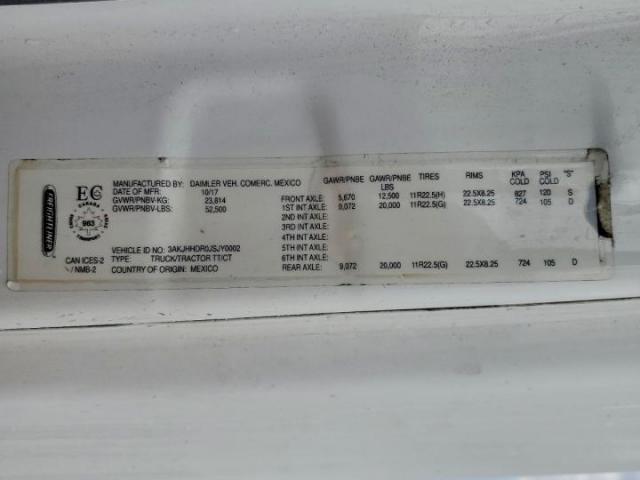 FREIGHTLINER
EC
CANADA
963
CAN ICES-2
/ NMB-2
MANUFACTURED BY: DAIMLER VEH. COMERC. MEXICO
DATE OF MFR: 10/17
GVWR/PNBV-KG: 23,814
GVWR/PNBV-LBS: 52,500
VEHICLE ID NO: 3AKJHHDR0JSJY0002
TYPE: TRUCK/TRACTOR TT/CT
COUNTRY OF ORIGIN: MEXICO
GAWR/PNBE GAWR/PNBE LBS TIRES RIMS KPA COLD PSI COLD "S"
FRONT AXLE: 5,670 12,500 11R22.5(H) 22.5X8.25 827 120 S
1ST INT AXLE: 9,072 20,000 11R22.5(G) 22.5X8.25 724 105 D
2ND INT AXLE:
3RD INT AXLE:
4TH INT AXLE:
5TH INT AXLE:
6TH INT AXLE:
REAR AXLE: 9,072 20,000 11R22.5(G) 22.5X8.25 724 105 D